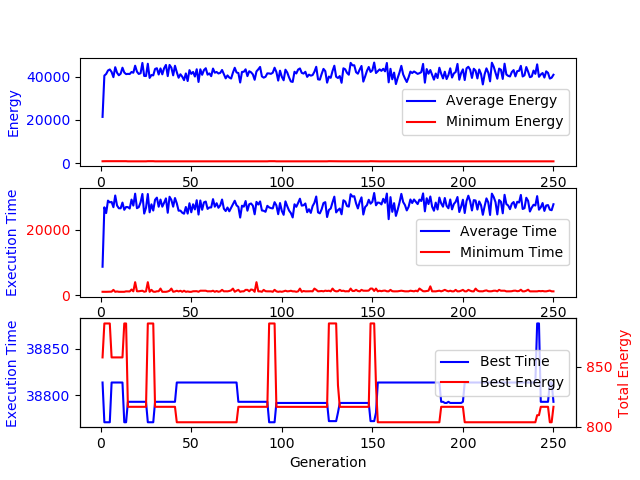 40000
20000
0
Energy
Average Energy
Minimum Energy
0 50 100 150 200 250
20000
0
Execution Time
Average Time
Minimum Time
0 50 100 150 200 250
38850
38800
Execution Time
Best Time
Best Energy
850
800
Total Energy
0 50 100 150 200 250
Generation